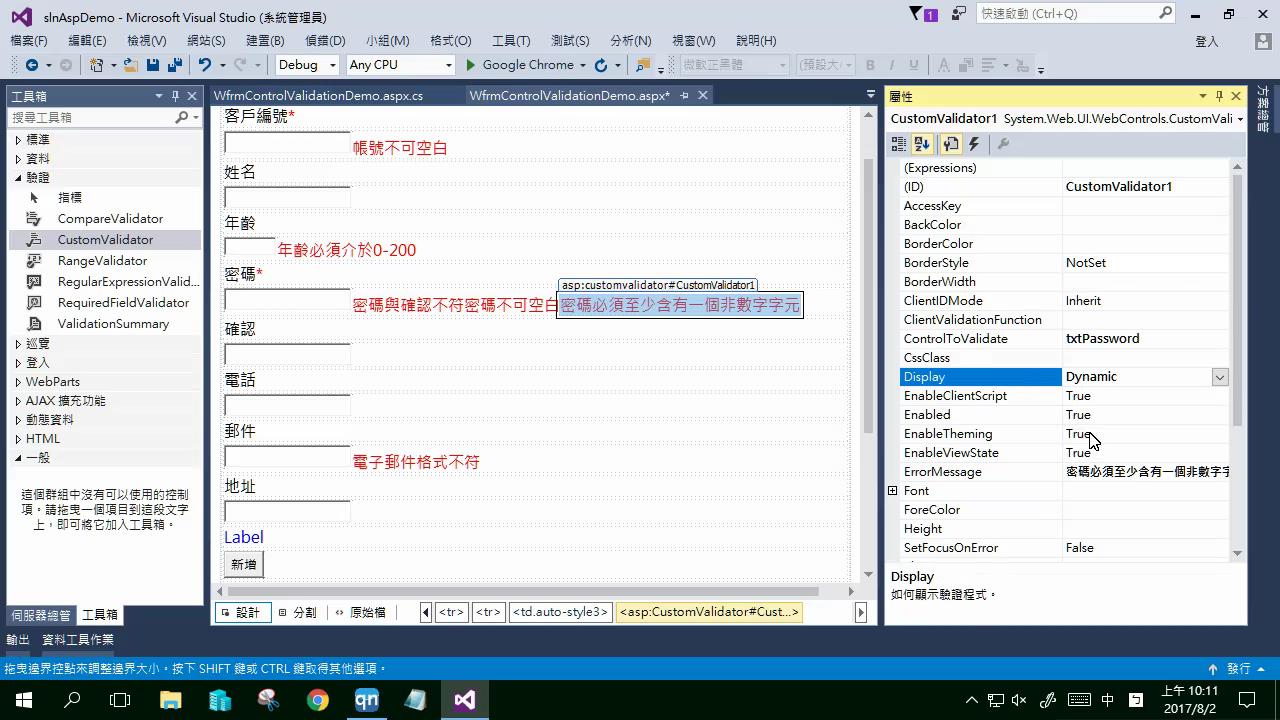 slnAspDemo - Microsoft Visual Studio (系統管理員)
1
快速啟動 (Ctrl+Q)
檔案(F) 編輯(E) 檢視(V) 網站(S) 建置(B) 偵錯(D) 小組(M) 格式(O) 工具(T) 測試(S) 分析(N) 視窗(W) 說明(H)
登入
Debug Any CPU Google Chrome 微軟正黑體 (預設大 B I U A
工具箱
搜尋工具箱
標準
資料
驗證
指標
CompareValidator
CustomValidator
RangeValidator
RegularExpressionValid...
RequiredFieldValidator
ValidationSummary
巡覽
登入
WebParts
AJAX 擴充功能
動態資料
HTML
一般
這個群組中沒有可以使用的控制
項。請拖曳一個項目到這段文字
上，即可將它加入工具箱。
伺服器總管 工具箱
WfrmControlValidationDemo.aspx.cs WfrmControlValidationDemo.aspx*
客戶編號*
帳號不可空白
姓名
年齡
年齡必須介於0-200
密碼*
asp:customvalidator#CustomValidator1
密碼與確認不符密碼不可空白密碼必須至少含有一個非數字字元
確認
電話
郵件
電子郵件格式不符
地址
Label
新增
設計 分割 原始檔 <tr> <tr> <td.auto-style3> <asp:CustomValidator#Cust...>
屬性
CustomValidator1 System.Web.UI.WebControls.CustomVali
(Expressions)
(ID) CustomValidator1
AccessKey
BackColor
BorderColor
BorderStyle NotSet
BorderWidth
ClientIDMode Inherit
ClientValidationFunction
ControlToValidate txtPassword
CssClass
Display Dynamic
EnableClientScript True
Enabled True
EnableTheming True
EnableViewState True
ErrorMessage 密碼必須至少含有一個非數字字
Font
ForeColor
Height
SetFocusOnError False
Display
如何顯示驗證程式。
方案總管
輸出 資料工具作業
拖曳邊界控點來調整邊界大小。按下 SHIFT 鍵或 CTRL 鍵取得其他選項。
發行
qn
中
上午 10:11
2017/8/2